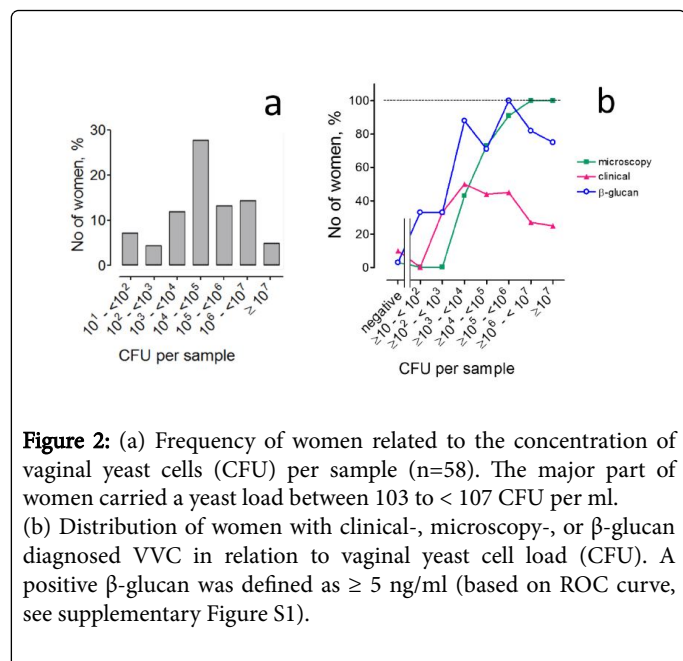 a
No of women, %
30
20
10
0
10¹ - <10²
10² - <10³
10³ - <10⁴
10⁴ - <10⁵
10⁵ - <10⁶
10⁶ - <10⁷
≥ 10⁷
CFU per sample
b
No of women, %
100
80
60
40
20
0
negative
≥10 - < 10²
≥10² - < 10³
≥10³ - <10⁴
≥10⁴ - <10⁵
≥10⁵ - <10⁶
≥10⁶ - < 10⁷
≥10⁷
CFU per sample
microscopy
clinical
β-glucan
Figure 2: (a) Frequency of women related to the concentration of
vaginal yeast cells (CFU) per sample (n=58). The major part of
women carried a yeast load between 103 to < 107 CFU per ml.
(b) Distribution of women with clinical-, microscopy-, or β-glucan
diagnosed VVC in relation to vaginal yeast cell load (CFU). A
positive β-glucan was defined as ≥ 5 ng/ml (based on ROC curve,
see supplementary Figure S1).